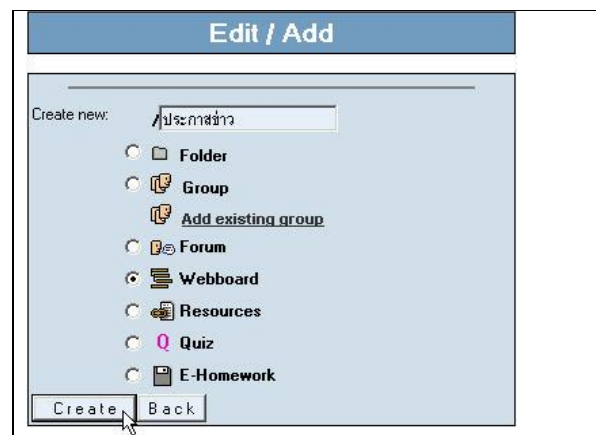 Edit / Add
Create new: /ประกาศข่าว
Folder
Group
Add existing group
Forum
Webboard
Resources
Q Quiz
E-Homework
Create Back